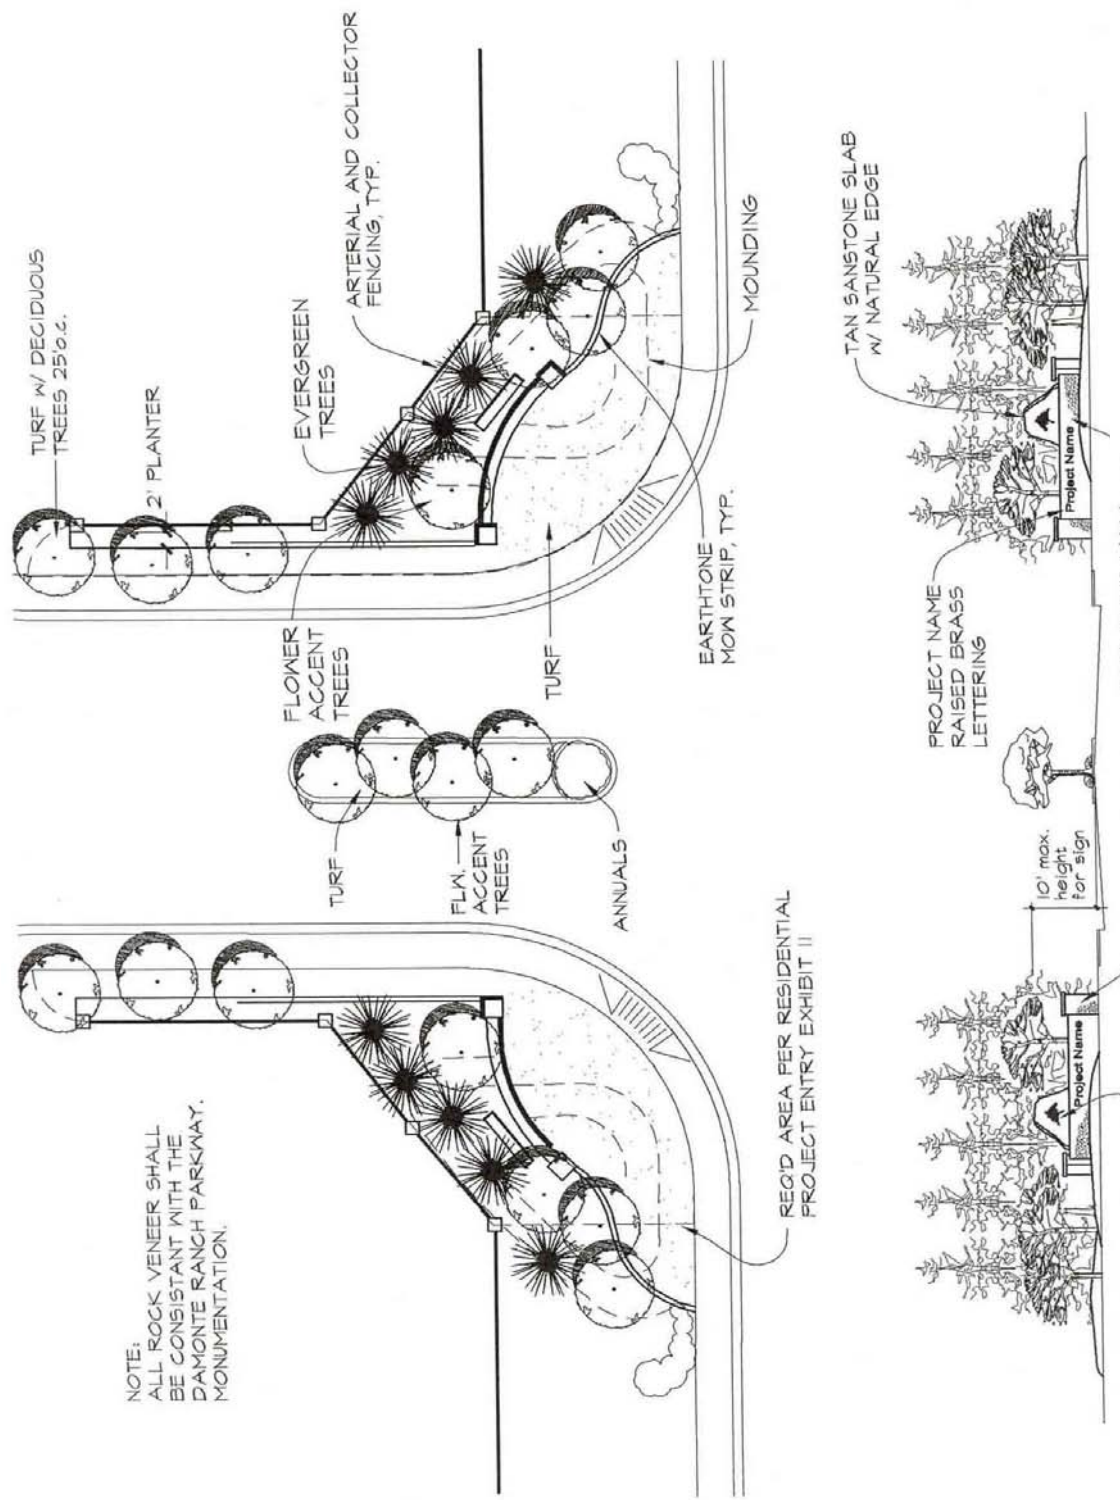 NOTE:
ALL ROCK VENEER SHALL
BE CONSISTANT WITH THE
DAMONTE RANCH PARKWAY.
MONUMENTATION.
TURF W/ DECIDUOUS
TREES 25'o.c.
2' PLANTER
EVERGREEN
TREES
ARTERIAL AND COLLECTOR
FENCING, TYP.
FLOWER
ACCENT
TREES
TURF
FLW.
ACCENT
TREES
ANNUALS
TURF
EARTHTONE
MOW STRIP, TYP.
MOUNDING
REQ'D AREA PER RESIDENTIAL
PROJECT ENTRY EXHIBIT 11
TAN SANSTONE SLAB
W/ NATURAL EDGE
PROJECT NAME
RAISED BRASS
LETTERING
10' max.
height
for sign
Project Name
Project Name